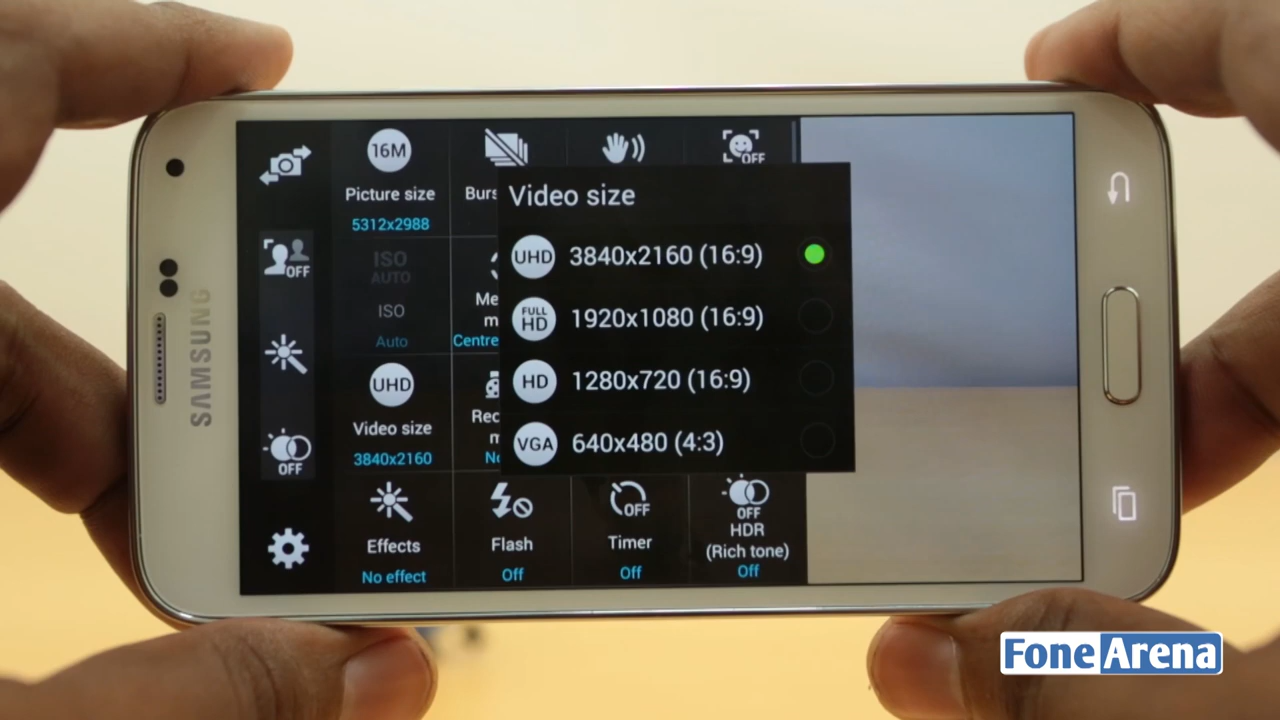 SAMSUNG
OFF
OFF
16M
Picture size
5312x2988
Burs
OFF
ISO
AUTO
ISO
Auto
Me
m
Centre
UHD
Video size
3840x2160
Rec
m
No
Effects
No effect
Flash
Off
OFF
Timer
Off
OFF
HDR
(Rich tone)
Off
Video size
UHD 3840x2160 (16:9)
FULL
HD 1920x1080 (16:9)
HD 1280x720 (16:9)
VGA 640x480 (4:3)
FoneArena